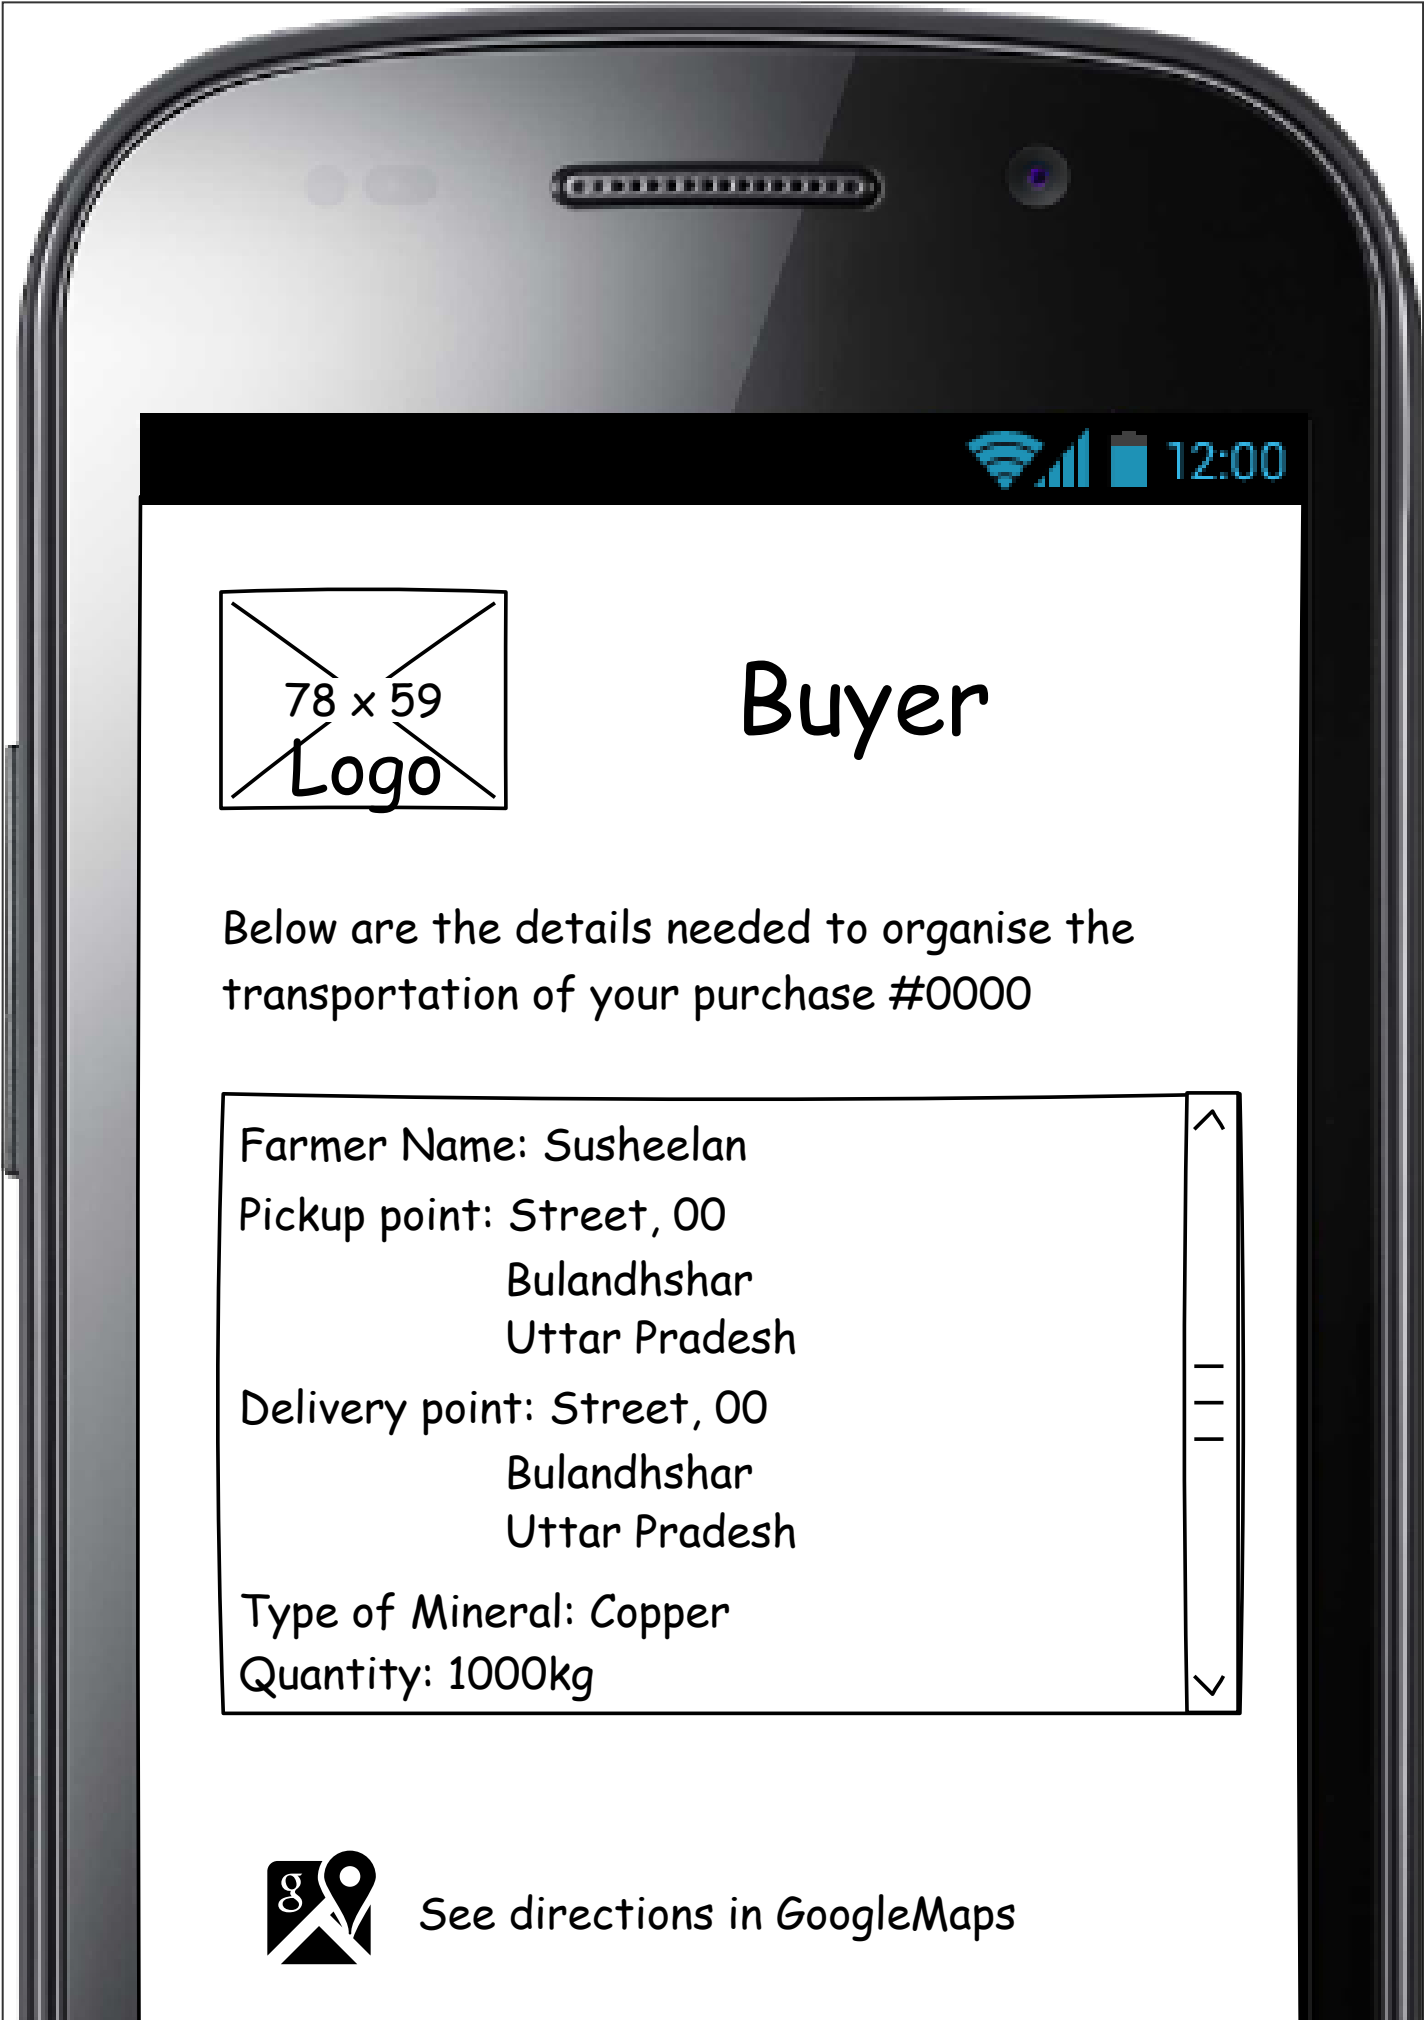 12:00
78 x 59
Logo
Buyer
Below are the details needed to organise the
transportation of your purchase #0000
Farmer Name: Susheelan
Pickup point: Street, 00
Bulandhshar
Uttar Pradesh
Delivery point: Street, 00
Bulandhshar
Uttar Pradesh
Type of Mineral: Copper
Quantity: 1000kg
g
See directions in GoogleMaps